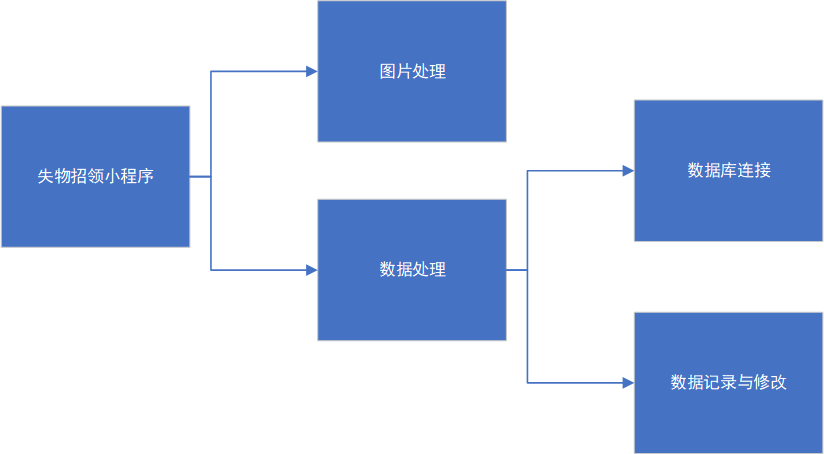 失物招领小程序
图片处理
数据处理
数据库连接
数据记录与修改